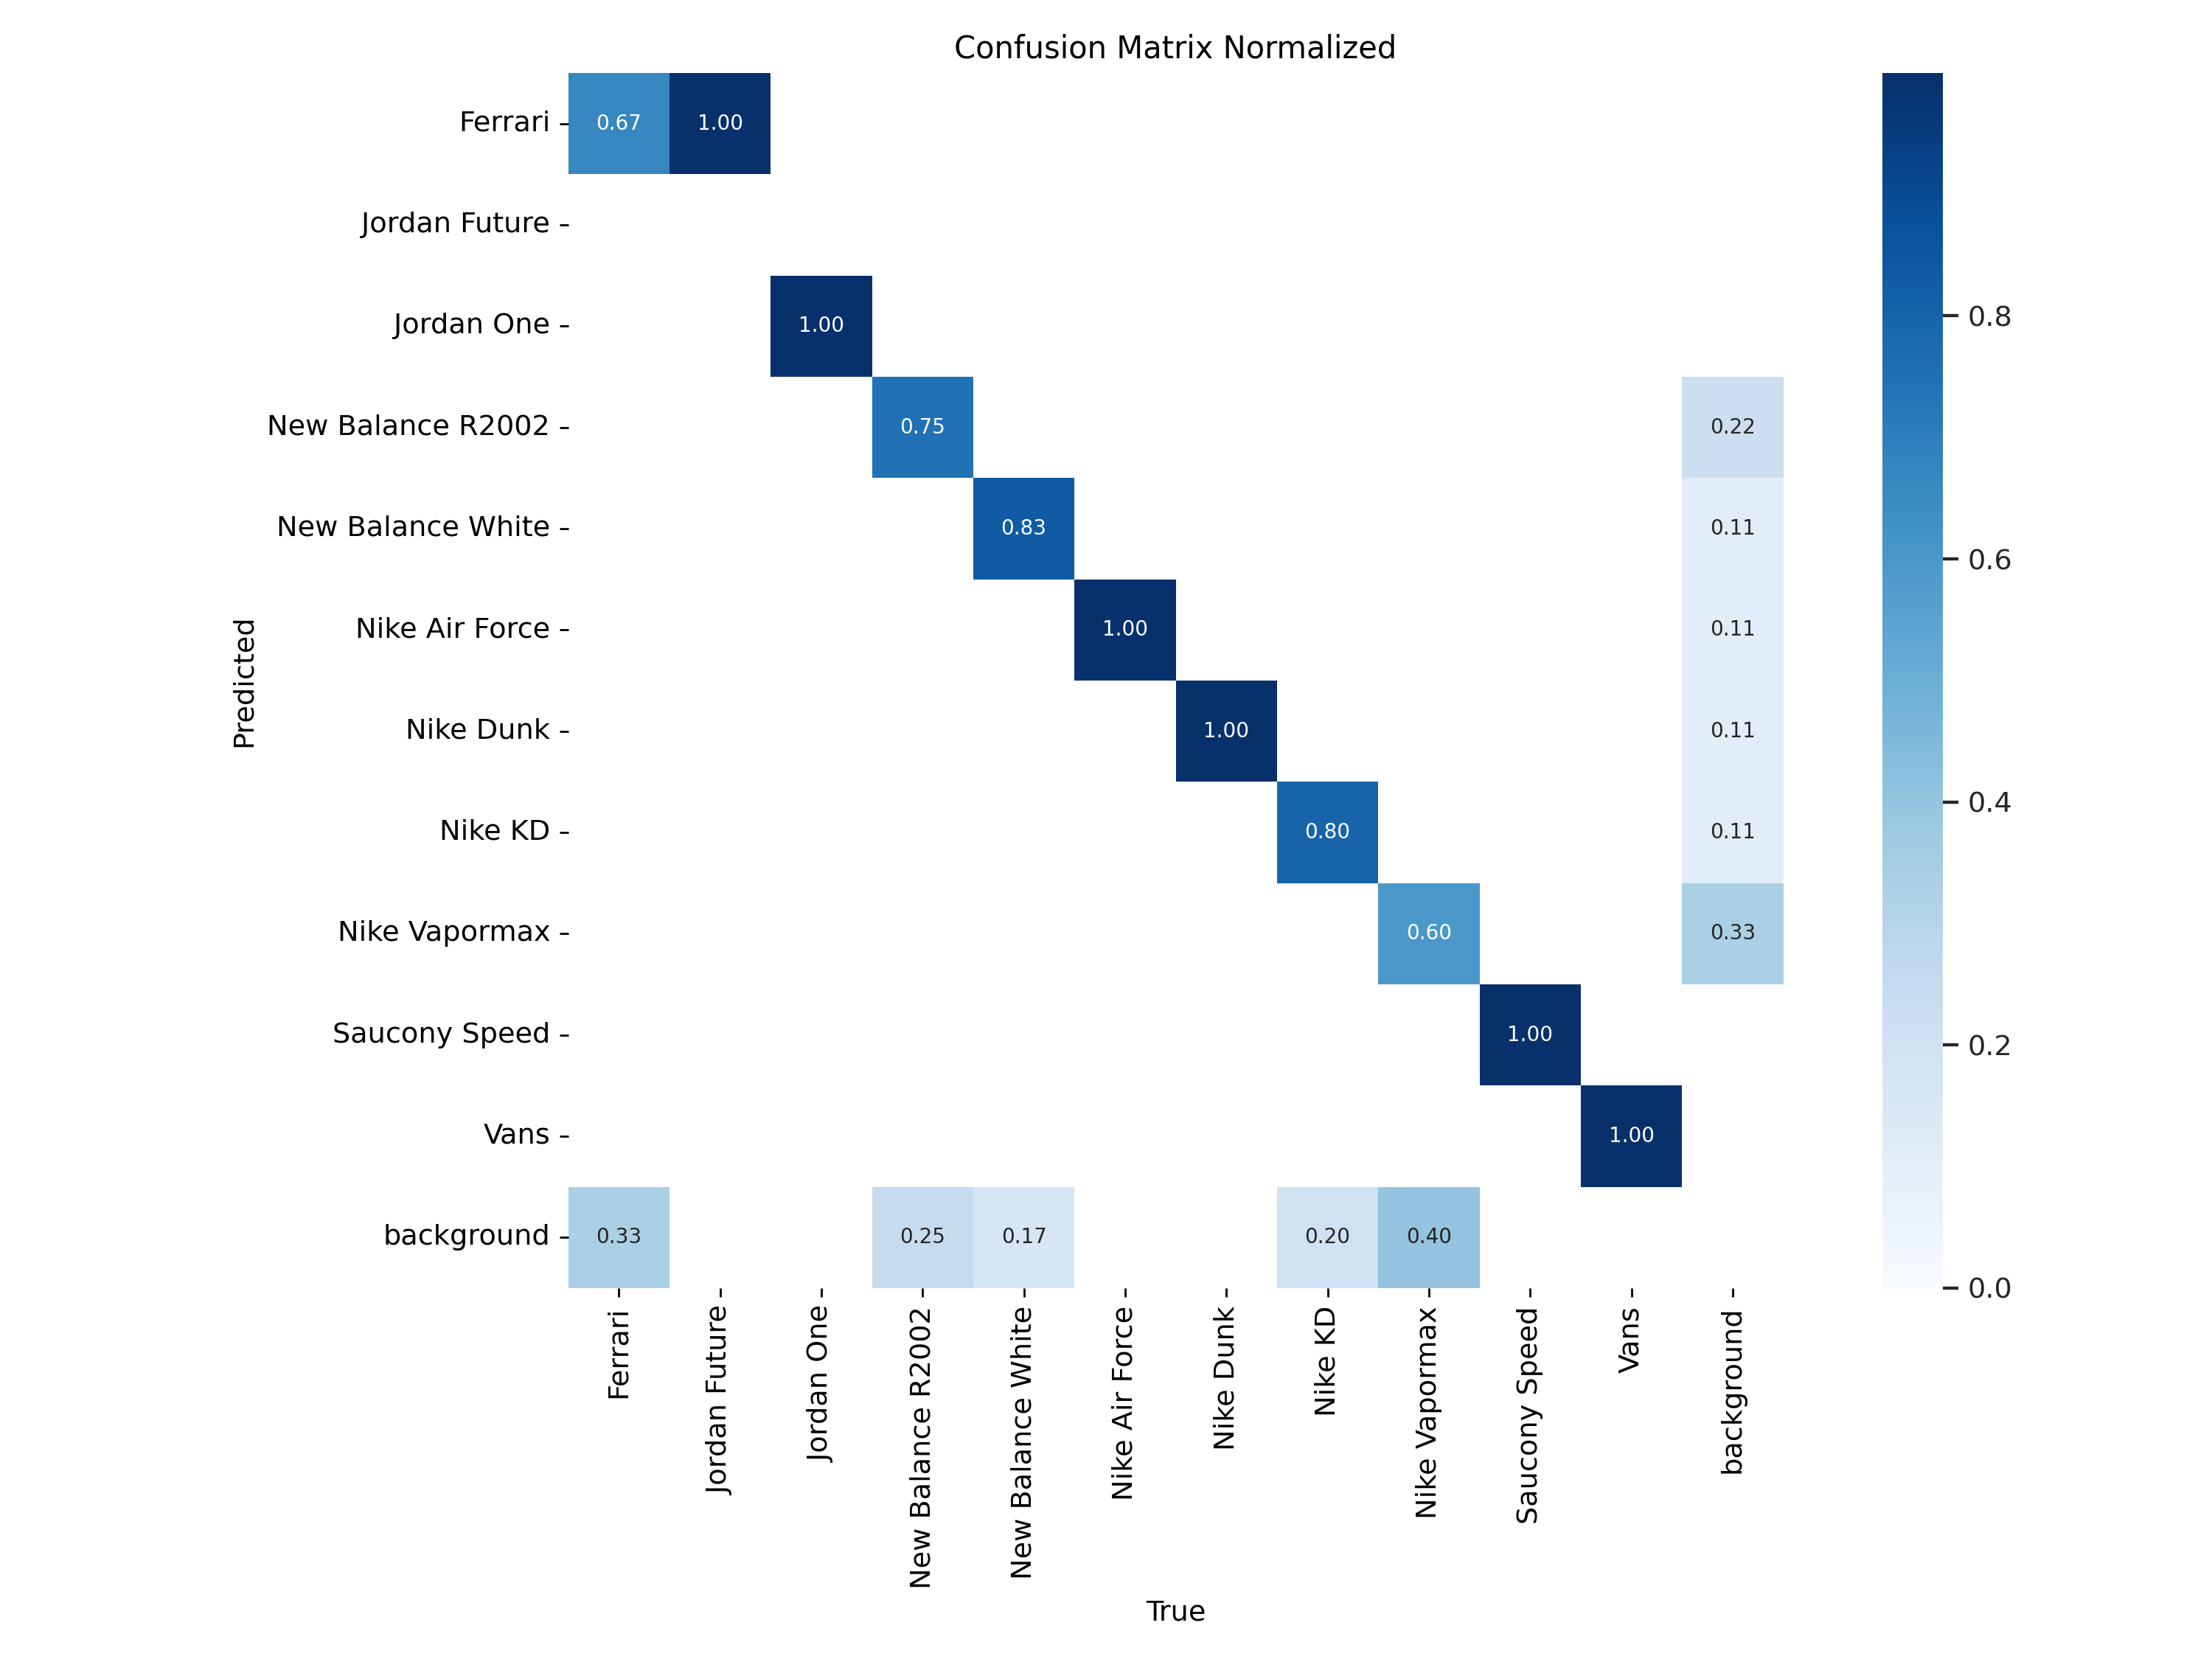 Confusion Matrix Normalized
Ferrari 0.67 1.00
Jordan Future
Jordan One 1.00
New Balance R2002 0.75 0.22
New Balance White 0.83 0.11
Nike Air Force 1.00 0.11
Nike Dunk 1.00 0.11
Nike KD 0.80 0.11
Nike Vapormax 0.60 0.33
Saucony Speed 1.00
Vans 1.00
background 0.33 0.25 0.17 0.20 0.40
Predicted
Ferrari
Jordan Future
Jordan One
New Balance R2002
New Balance White
Nike Air Force
Nike Dunk
Nike KD
Nike Vapormax
Saucony Speed
Vans
background
True
0.8
0.6
0.4
0.2
0.0